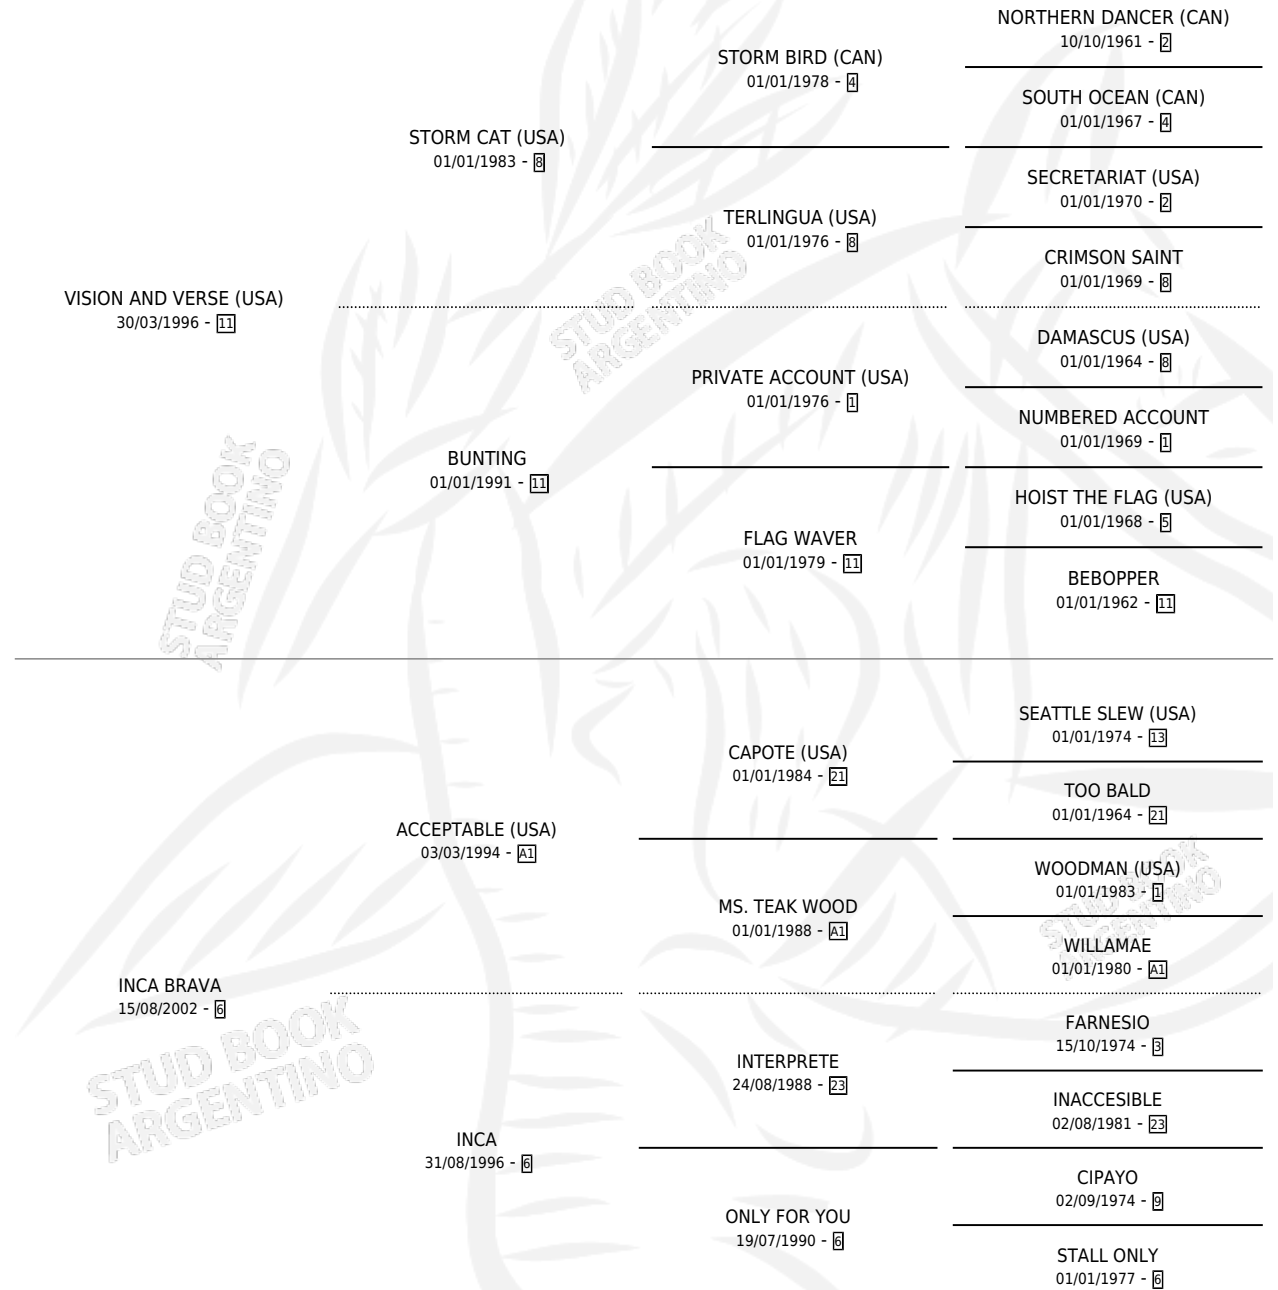 NORTHERN DANCER (CAN)
10/10/1961 - 2
STORM BIRD (CAN)
01/01/1978 - 4
SOUTH OCEAN (CAN)
01/01/1967 - 4
STORM CAT (USA)
01/01/1983 - 8
SECRETARIAT (USA)
01/01/1970 - 2
TERLINGUA (USA)
01/01/1976 - 8
CRIMSON SAINT
01/01/1969 - 8
VISION AND VERSE (USA)
30/03/1996 - 11
DAMASCUS (USA)
01/01/1964 - 8
PRIVATE ACCOUNT (USA)
01/01/1976 - 1
NUMBERED ACCOUNT
01/01/1969 - 1
BUNTING
01/01/1991 - 11
HOIST THE FLAG (USA)
01/01/1968 - 5
FLAG WAVER
01/01/1979 - 11
BEBOPPER
01/01/1962 - 11
STUD BOOK
ARGENTINO
STUD BOOK
ARGENTINO
SEATTLE SLEW (USA)
01/01/1974 - 13
CAPOTE (USA)
01/01/1984 - 21
TOO BALD
01/01/1964 - 21
ACCEPTABLE (USA)
03/03/1994 - A1
WOODMAN (USA)
01/01/1983 - 1
MS. TEAK WOOD
01/01/1988 - A1
WILLAMAE
01/01/1980 - A1
INCA BRAVA
15/08/2002 - 6
FARNESIO
15/10/1974 - 3
INTERPRETE
24/08/1988 - 23
INACCESIBLE
02/08/1981 - 23
INCA
31/08/1996 - 6
CIPAYO
02/09/1974 - 9
ONLY FOR YOU
19/07/1990 - 6
STALL ONLY
01/01/1977 - 6
STUD BOOK
ARGENTINO
STUD BOOK
ARGENTINO